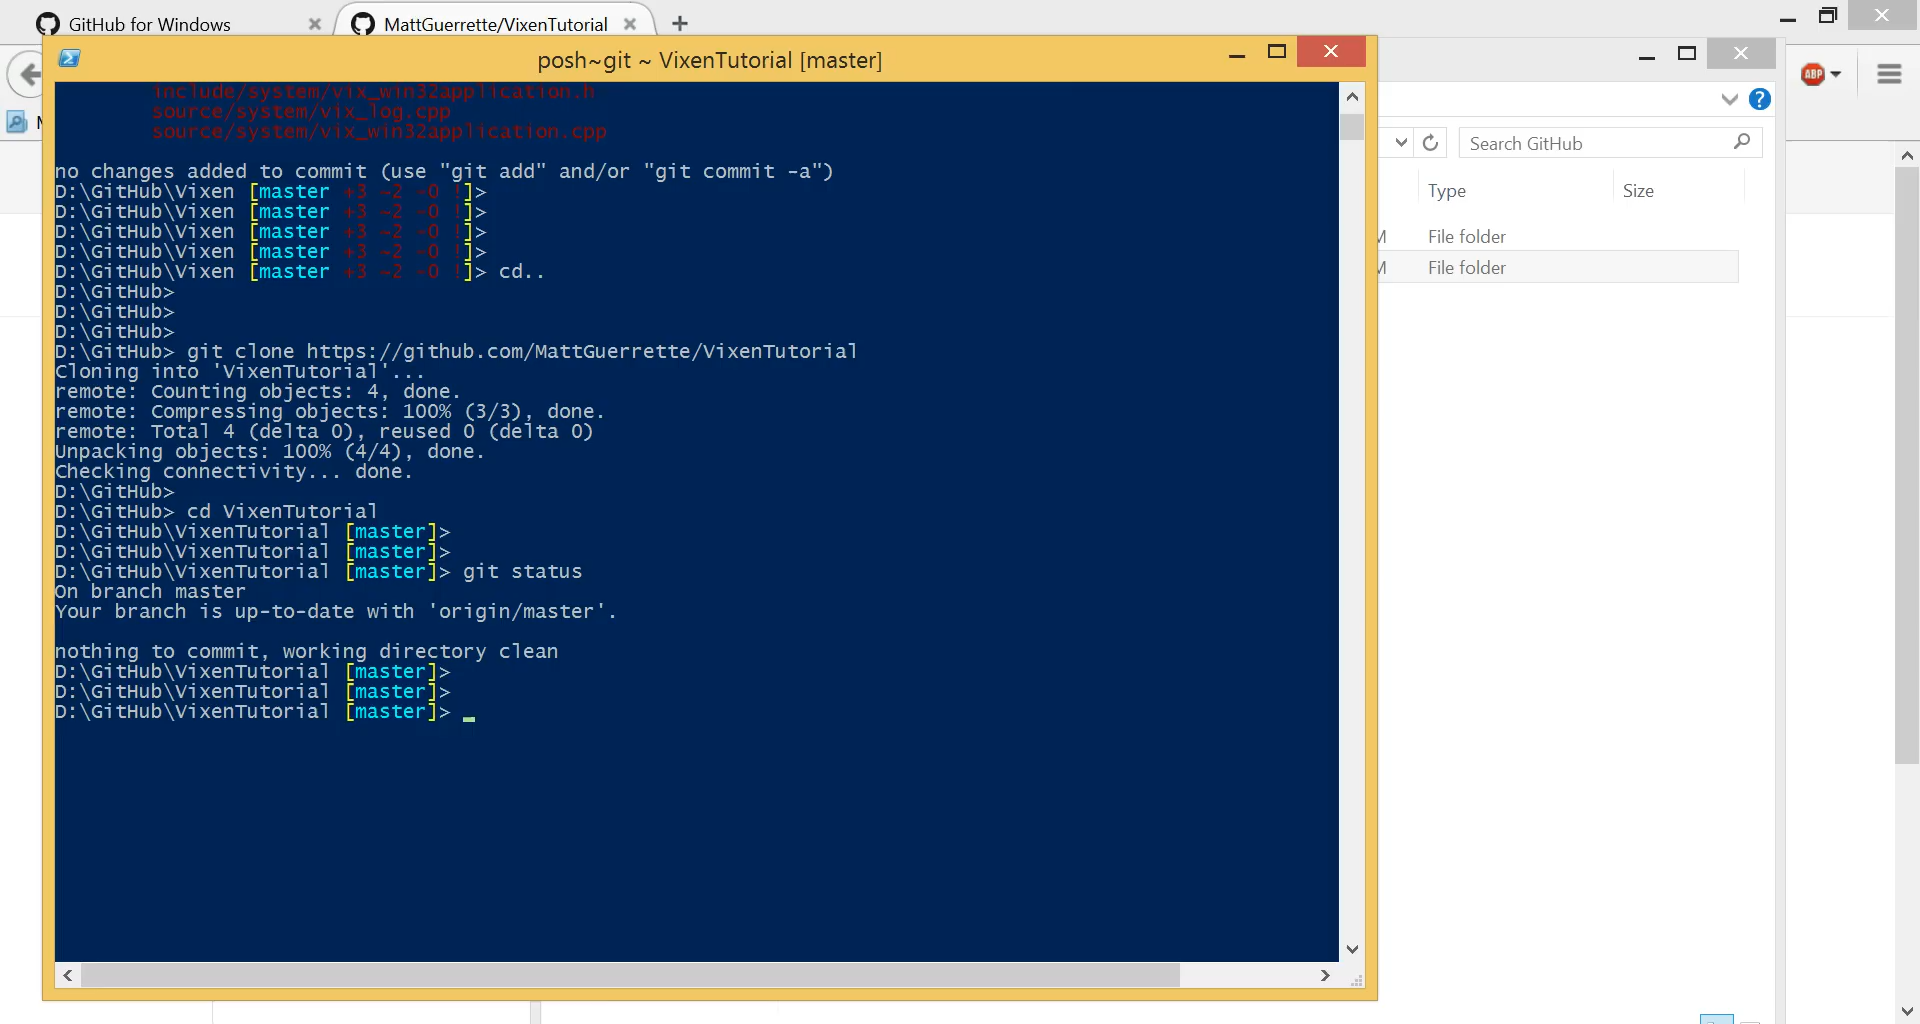 GitHub for Windows
MattGuerrette/VixenTutorial
posh~git ~ VixenTutorial [master]
ABP
include/system/vix_win32application.h
source/system/vix_log.cpp
source/system/vix_win32application.cpp
Search GitHub
no changes added to commit (use "git add" and/or "git commit -a")
Type
Size
D:\GitHub\Vixen [master +3 ~2 -0 !]>
D:\GitHub\Vixen [master +3 ~2 -0 !]>
D:\GitHub\Vixen [master +3 ~2 -0 !]>
M File folder
D:\GitHub\Vixen [master +3 ~2 -0 !]>
M File folder
D:\GitHub\Vixen [master +3 ~2 -0 !]> cd..
D:\GitHub>
D:\GitHub>
D:\GitHub>
D:\GitHub> git clone https://github.com/MattGuerrette/VixenTutorial
Cloning into 'VixenTutorial'...
remote: Counting objects: 4, done.
remote: Compressing objects: 100% (3/3), done.
remote: Total 4 (delta 0), reused 0 (delta 0)
Unpacking objects: 100% (4/4), done.
Checking connectivity... done.
D:\GitHub>
D:\GitHub> cd VixenTutorial
D:\GitHub\VixenTutorial [master]>
D:\GitHub\VixenTutorial [master]>
D:\GitHub\VixenTutorial [master]> git status
On branch master
Your branch is up-to-date with 'origin/master'.
nothing to commit, working directory clean
D:\GitHub\VixenTutorial [master]>
D:\GitHub\VixenTutorial [master]>
D:\GitHub\VixenTutorial [master]>